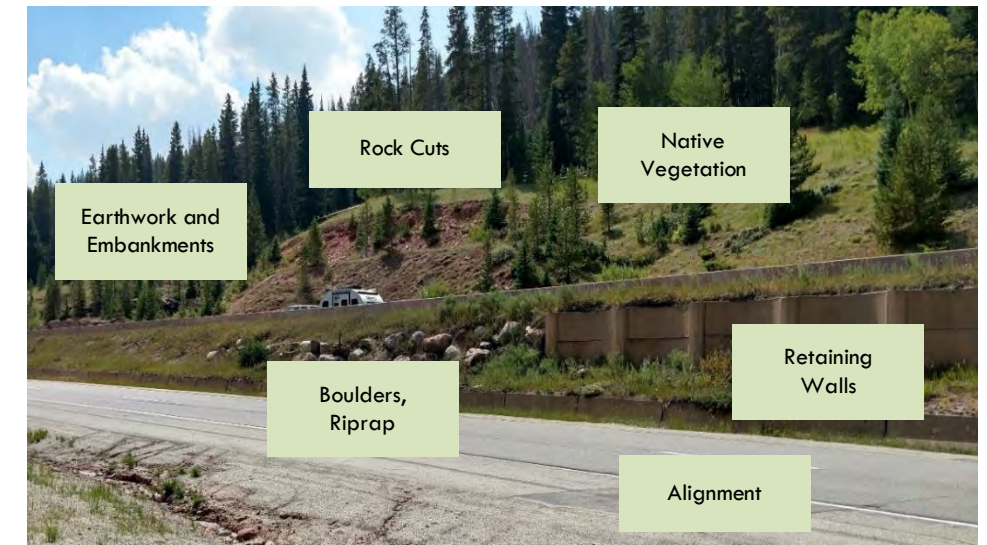 Rock Cuts
Native
Vegetation
Earthwork and
Embankments
Retaining
Walls
Boulders,
Riprap
Alignment